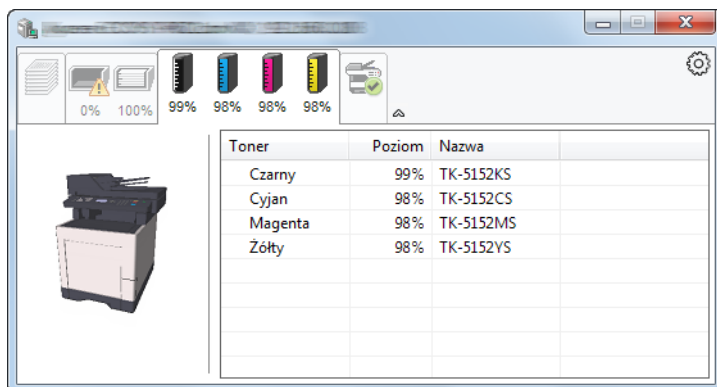 0% 100% 99% 98% 98% 98%
Toner Poziom Nazwa
Czarny 99% TK-5152KS
Cyjan 98% TK-5152CS
Magenta 98% TK-5152MS
Żółty 98% TK-5152YS